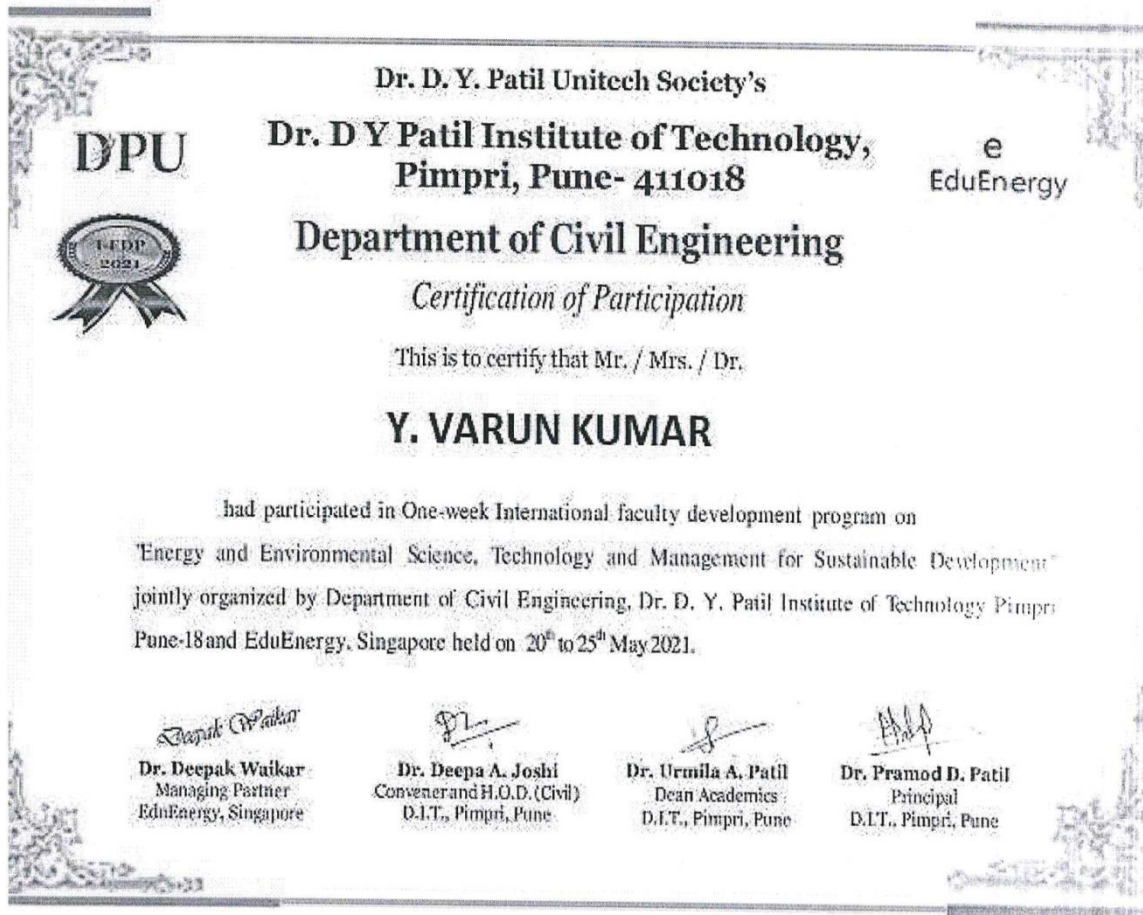 Dr. D. Y. Patil Unitech Society's
DPU
Dr. D Y Patil Institute of Technology,
Pimpri, Pune- 411018
e
EduEnergy
I-FDP
2021
Department of Civil Engineering
Certification of Participation
This is to certify that Mr. / Mrs. / Dr.
Y. VARUN KUMAR
had participated in One-week International faculty development program on
"Energy and Environmental Science, Technology and Management for Sustainable Development"
jointly organized by Department of Civil Engineering, Dr. D. Y. Patil Institute of Technology Pimpri
Pune-18 and EduEnergy, Singapore held on 20th to 25th May 2021.
Deepak Waikar
Dr. Deepak Waikar
Managing Partner
EduEnergy, Singapore
Dr. Deepa A. Joshi
Convener and H.O.D. (Civil)
D.I.T., Pimpri, Pune
Dr. Urmila A. Patil
Dean Academics
D.I.T., Pimpri, Pune
Dr. Pramod D. Patil
Principal
D.I.T., Pimpri, Pune